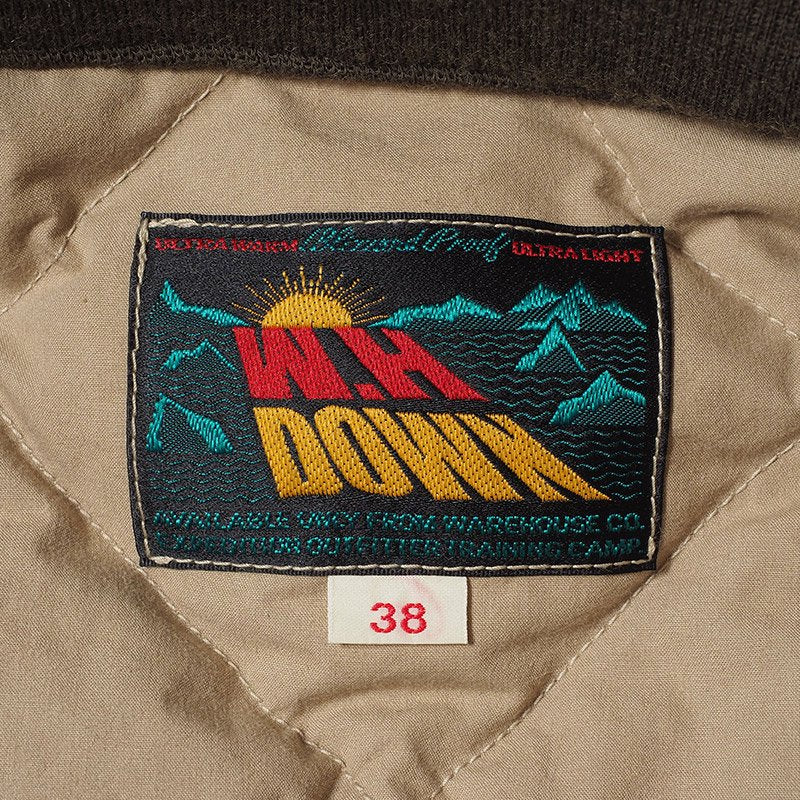 ULTRA WARM Blizzard Proof ULTRA LIGHT
W.H
DOWN
AVAILABLE ONLY FROM WAREHOUSE CO.
EXPEDITION OUTFITTER TRAINING CAMP
38